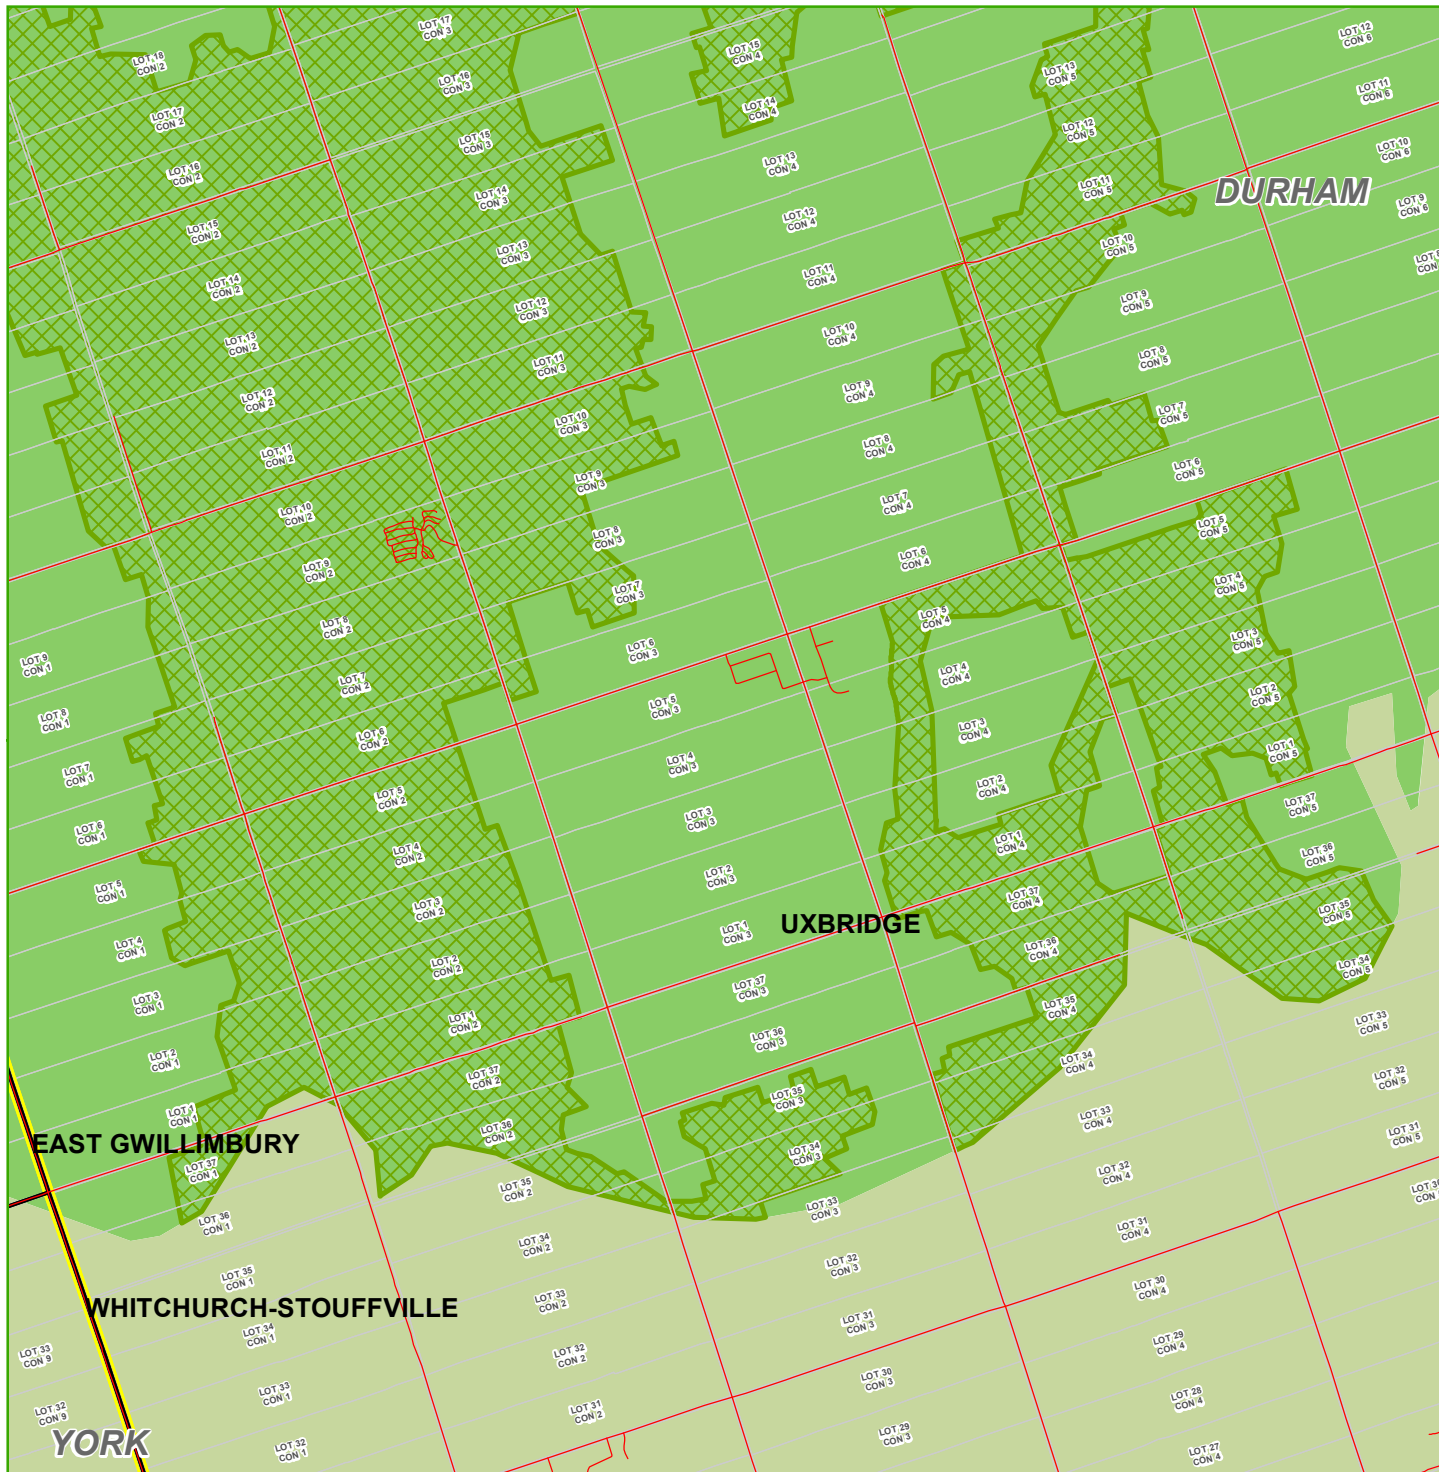 LOT 18
CON 2
LOT 17
CON 2
LOT 16
CON 2
LOT 15
CON 2
LOT 14
CON 2
LOT 13
CON 2
LOT 12
CON 2
LOT 11
CON 2
LOT 10
CON 2
LOT 9
CON 2
LOT 8
CON 2
LOT 7
CON 2
LOT 6
CON 2
LOT 5
CON 2
LOT 4
CON 2
LOT 3
CON 2
LOT 2
CON 2
LOT 1
CON 2
LOT 37
CON 2
LOT 36
CON 2
LOT 35
CON 2
LOT 34
CON 2
LOT 33
CON 2
LOT 32
CON 2
LOT 31
CON 2
LOT 17
CON 3
LOT 16
CON 3
LOT 15
CON 3
LOT 14
CON 3
LOT 13
CON 3
LOT 12
CON 3
LOT 11
CON 3
LOT 10
CON 3
LOT 9
CON 3
LOT 8
CON 3
LOT 7
CON 3
LOT 6
CON 3
LOT 5
CON 3
LOT 4
CON 3
LOT 3
CON 3
LOT 2
CON 3
LOT 1
CON 3
LOT 37
CON 3
LOT 36
CON 3
LOT 35
CON 3
LOT 34
CON 3
LOT 33
CON 3
LOT 32
CON 3
LOT 31
CON 3
LOT 30
CON 3
LOT 29
CON 3
LOT 15
CON 4
LOT 14
CON 4
LOT 13
CON 4
LOT 12
CON 4
LOT 11
CON 4
LOT 10
CON 4
LOT 9
CON 4
LOT 8
CON 4
LOT 7
CON 4
LOT 6
CON 4
LOT 5
CON 4
LOT 4
CON 4
LOT 3
CON 4
LOT 2
CON 4
LOT 1
CON 4
LOT 37
CON 4
LOT 36
CON 4
LOT 35
CON 4
LOT 34
CON 4
LOT 33
CON 4
LOT 32
CON 4
LOT 31
CON 4
LOT 30
CON 4
LOT 29
CON 4
LOT 28
CON 4
LOT 27
CON 4
LOT 13
CON 5
LOT 12
CON 5
LOT 11
CON 5
LOT 10
CON 5
LOT 9
CON 5
LOT 8
CON 5
LOT 7
CON 5
LOT 6
CON 5
LOT 5
CON 5
LOT 4
CON 5
LOT 3
CON 5
LOT 2
CON 5
LOT 1
CON 5
LOT 37
CON 5
LOT 36
CON 5
LOT 35
CON 5
LOT 34
CON 5
LOT 33
CON 5
LOT 32
CON 5
LOT 31
CON 5
LOT 12
CON 6
LOT 11
CON 6
LOT 10
CON 6
LOT 9
CON 6
DURHAM
LOT 9
CON 1
LOT 8
CON 1
LOT 7
CON 1
LOT 6
CON 1
LOT 5
CON 1
LOT 4
CON 1
LOT 3
CON 1
LOT 2
CON 1
LOT 1
CON 1
LOT 37
CON 1
LOT 36
CON 1
LOT 35
CON 1
LOT 34
CON 1
LOT 33
CON 1
LOT 32
CON 1
UXBRIDGE
EAST GWILLIMBURY
WHITCHURCH-STOUFFVILLE
LOT 33
CON 9
LOT 32
CON 9
YORK